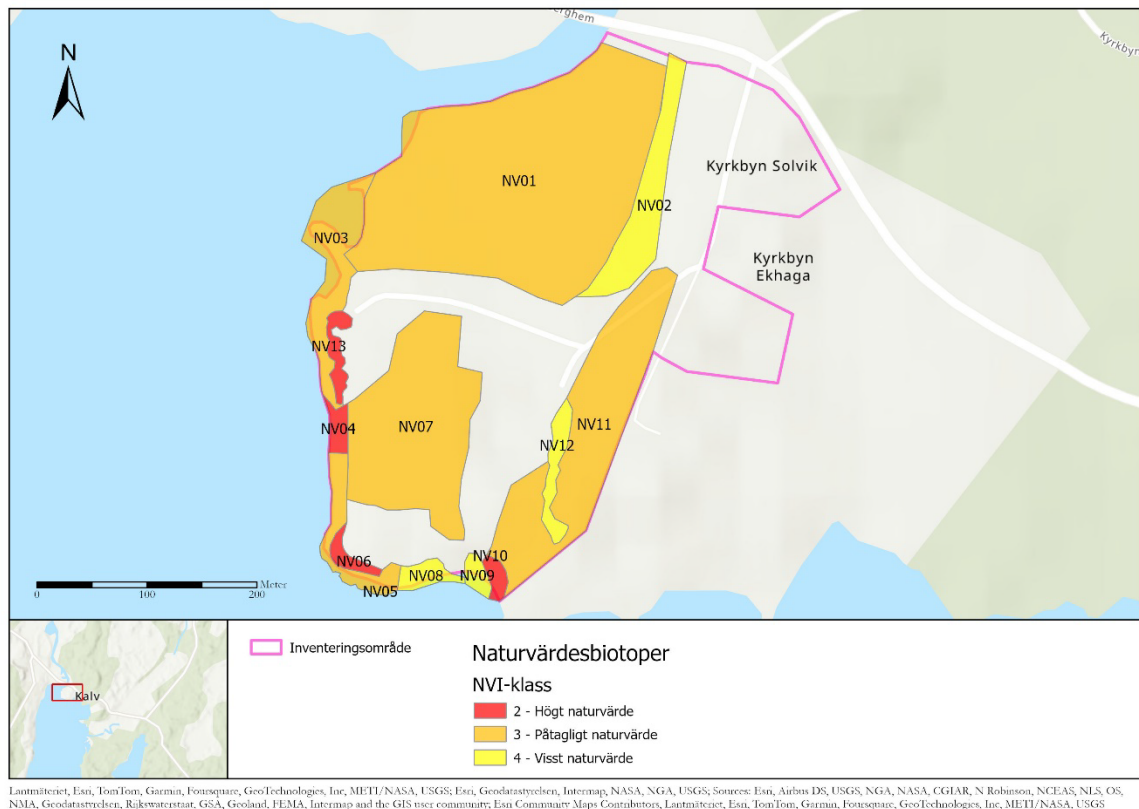 erghem
Kyrkbyn
N
Kyrkbyn Solvik
NV01
NV02
NV03
Kyrkbyn
Ekhaga
NV13
NV04
NV07
NV11
NV12
NV10
NV06
NV08
NV09
NV05
Meter
0 100 200
Kalv
Inventeringsområde
Naturvärdesbiotoper
NVI-klass
2 - Högt naturvärde
3 - Påtagligt naturvärde
4 - Visst naturvärde
Lantmäteriet, Esri, TomTom, Garmin, Foursquare, GeoTechnologies, Inc, METI/NASA, USGS; Esri, Geodatastyrelsen, Intermap, NASA, NGA, USGS; Sources: Esri, Airbus DS, USGS, NGA, NASA, CGIAR, N Robinson, NCEAS, NLS, OS,
NMA, Geodatastyrelsen, Rijkswaterstaat, GSA, Geoland, FEMA, Intermap and the GIS user community; Esri Community Maps Contributors, Lantmäteriet, Esri, TomTom, Garmin, Foursquare, GeoTechnologies, Inc, METI/NASA, USGS